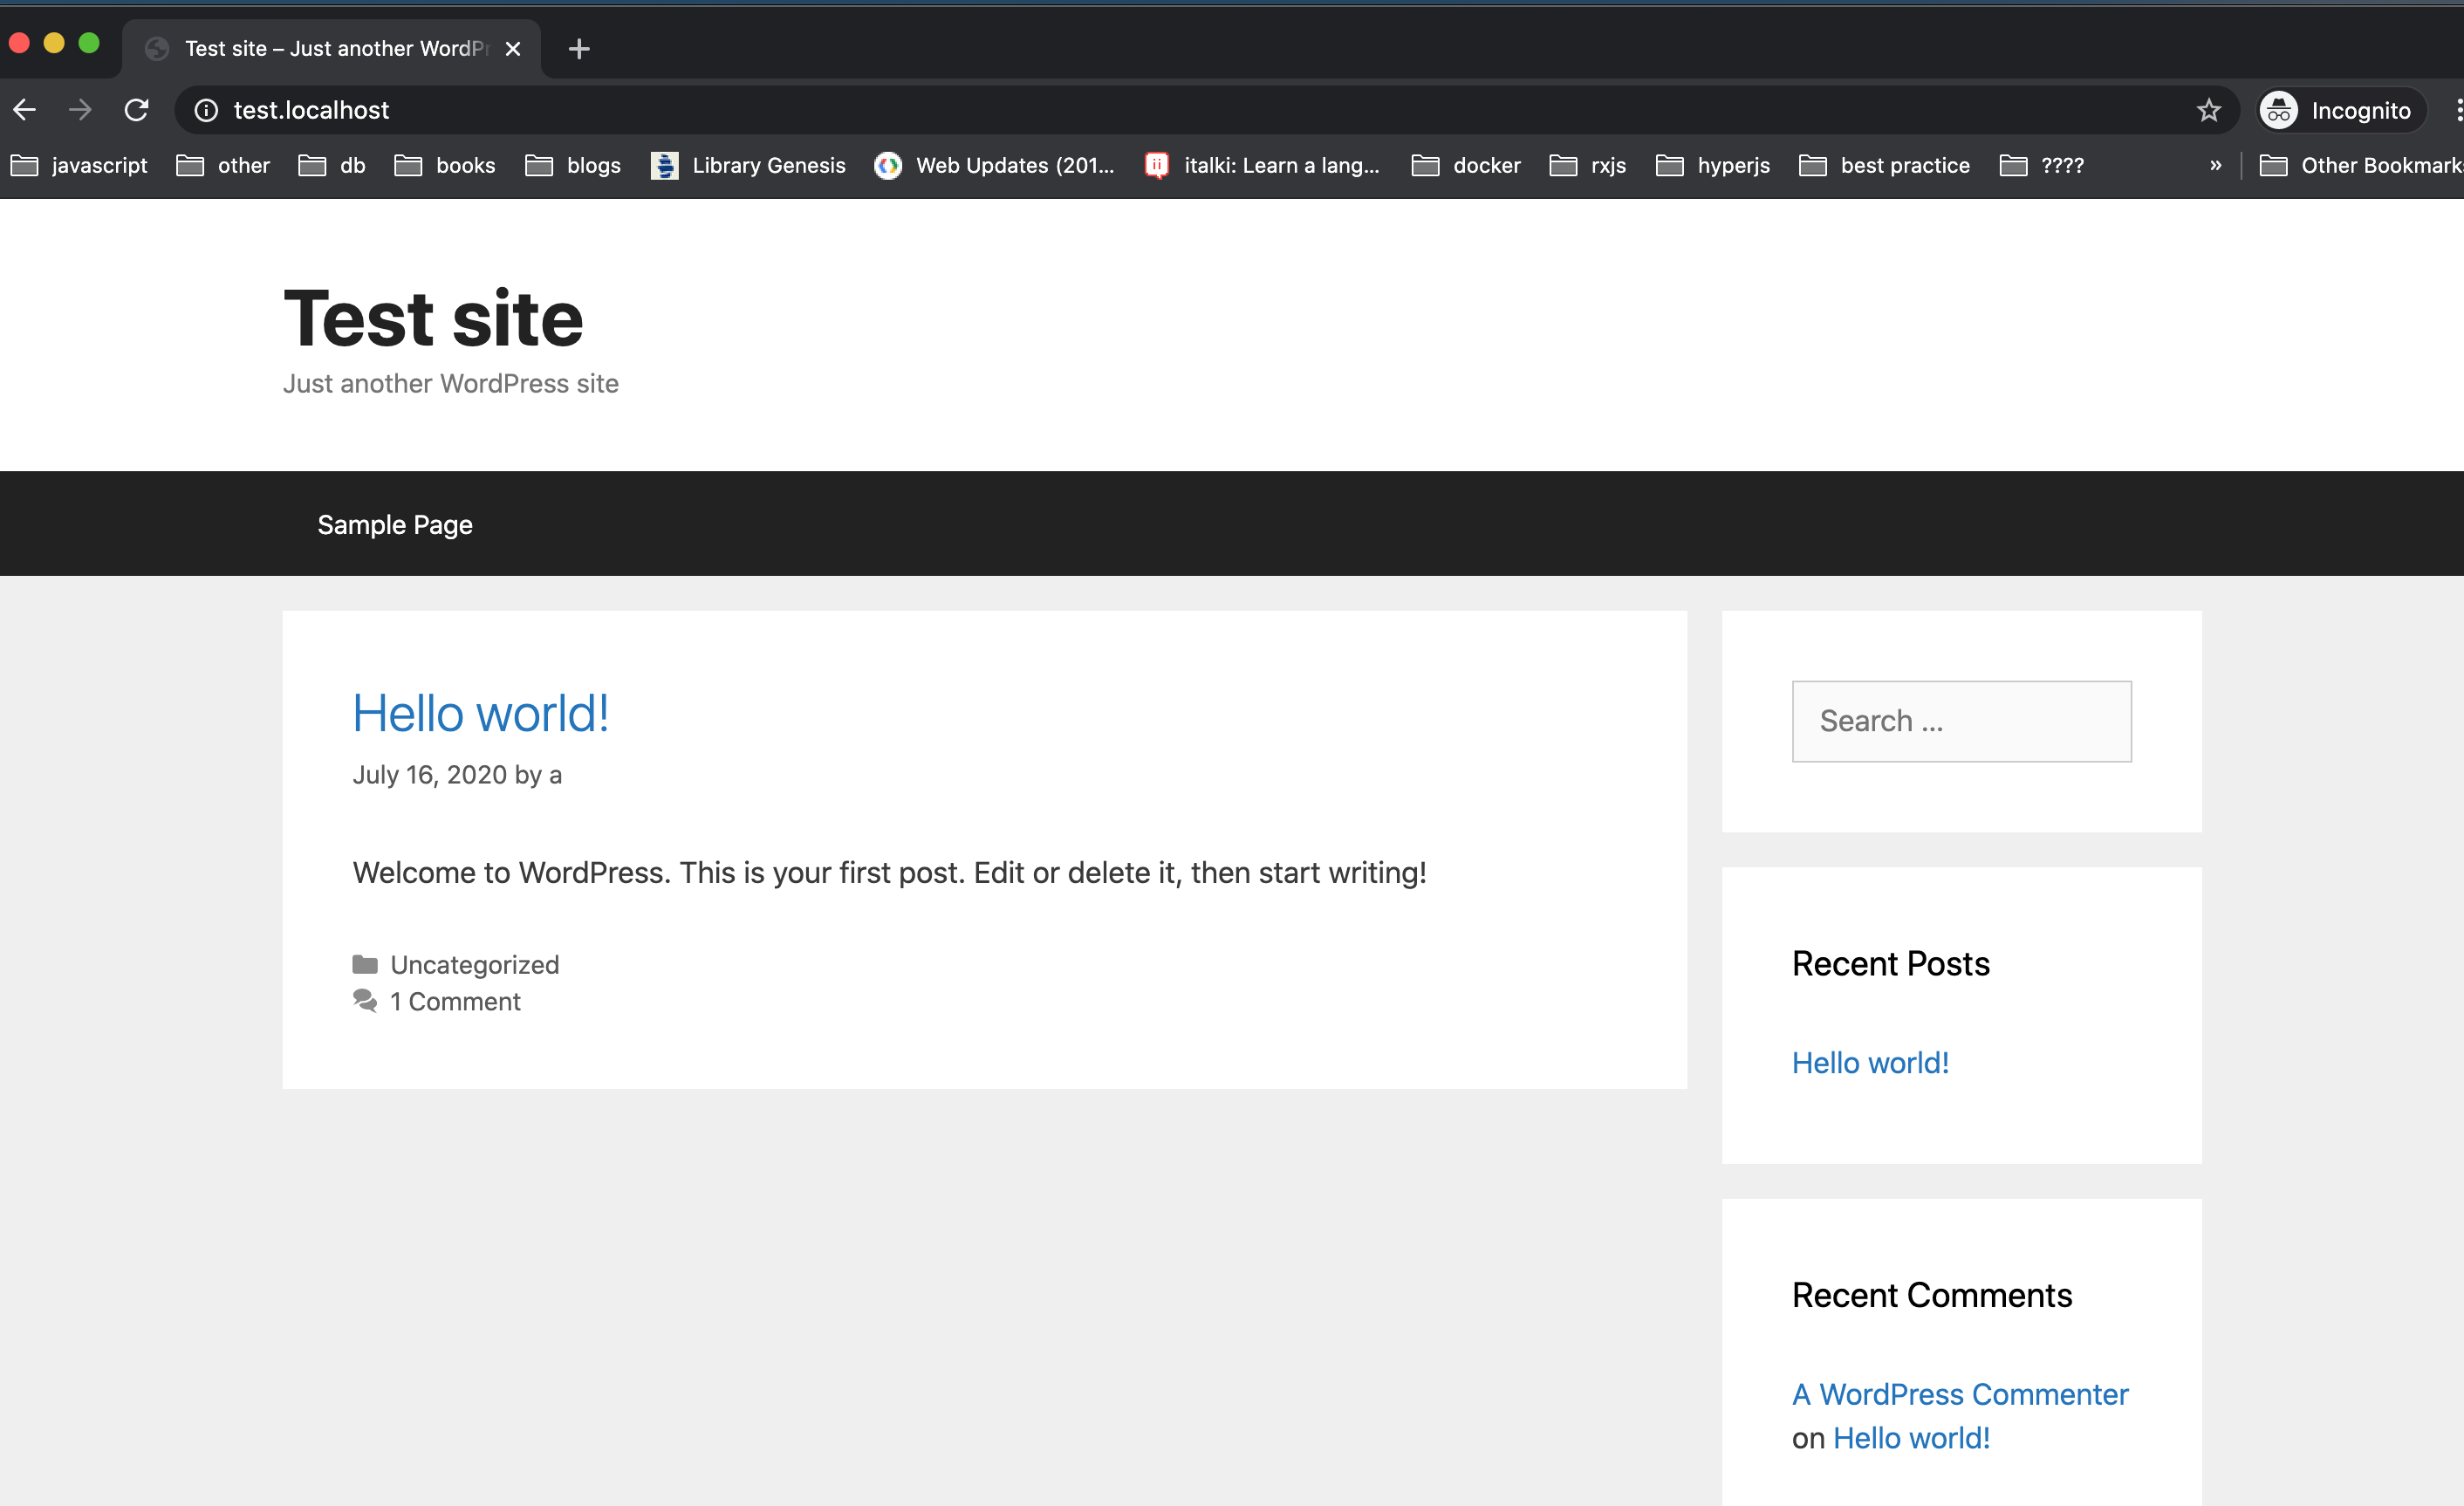 Test site – Just another WordPr
test.localhost
Incognito
javascript other db books blogs Library Genesis Web Updates (201... italki: Learn a lang... docker rxjs hyperjs best practice ???? » Other Bookmarks
Test site
Just another WordPress site
Sample Page
Hello world!
July 16, 2020 by a
Welcome to WordPress. This is your first post. Edit or delete it, then start writing!
Uncategorized
1 Comment
Search ...
Recent Posts
Hello world!
Recent Comments
A WordPress Commenter
on Hello world!